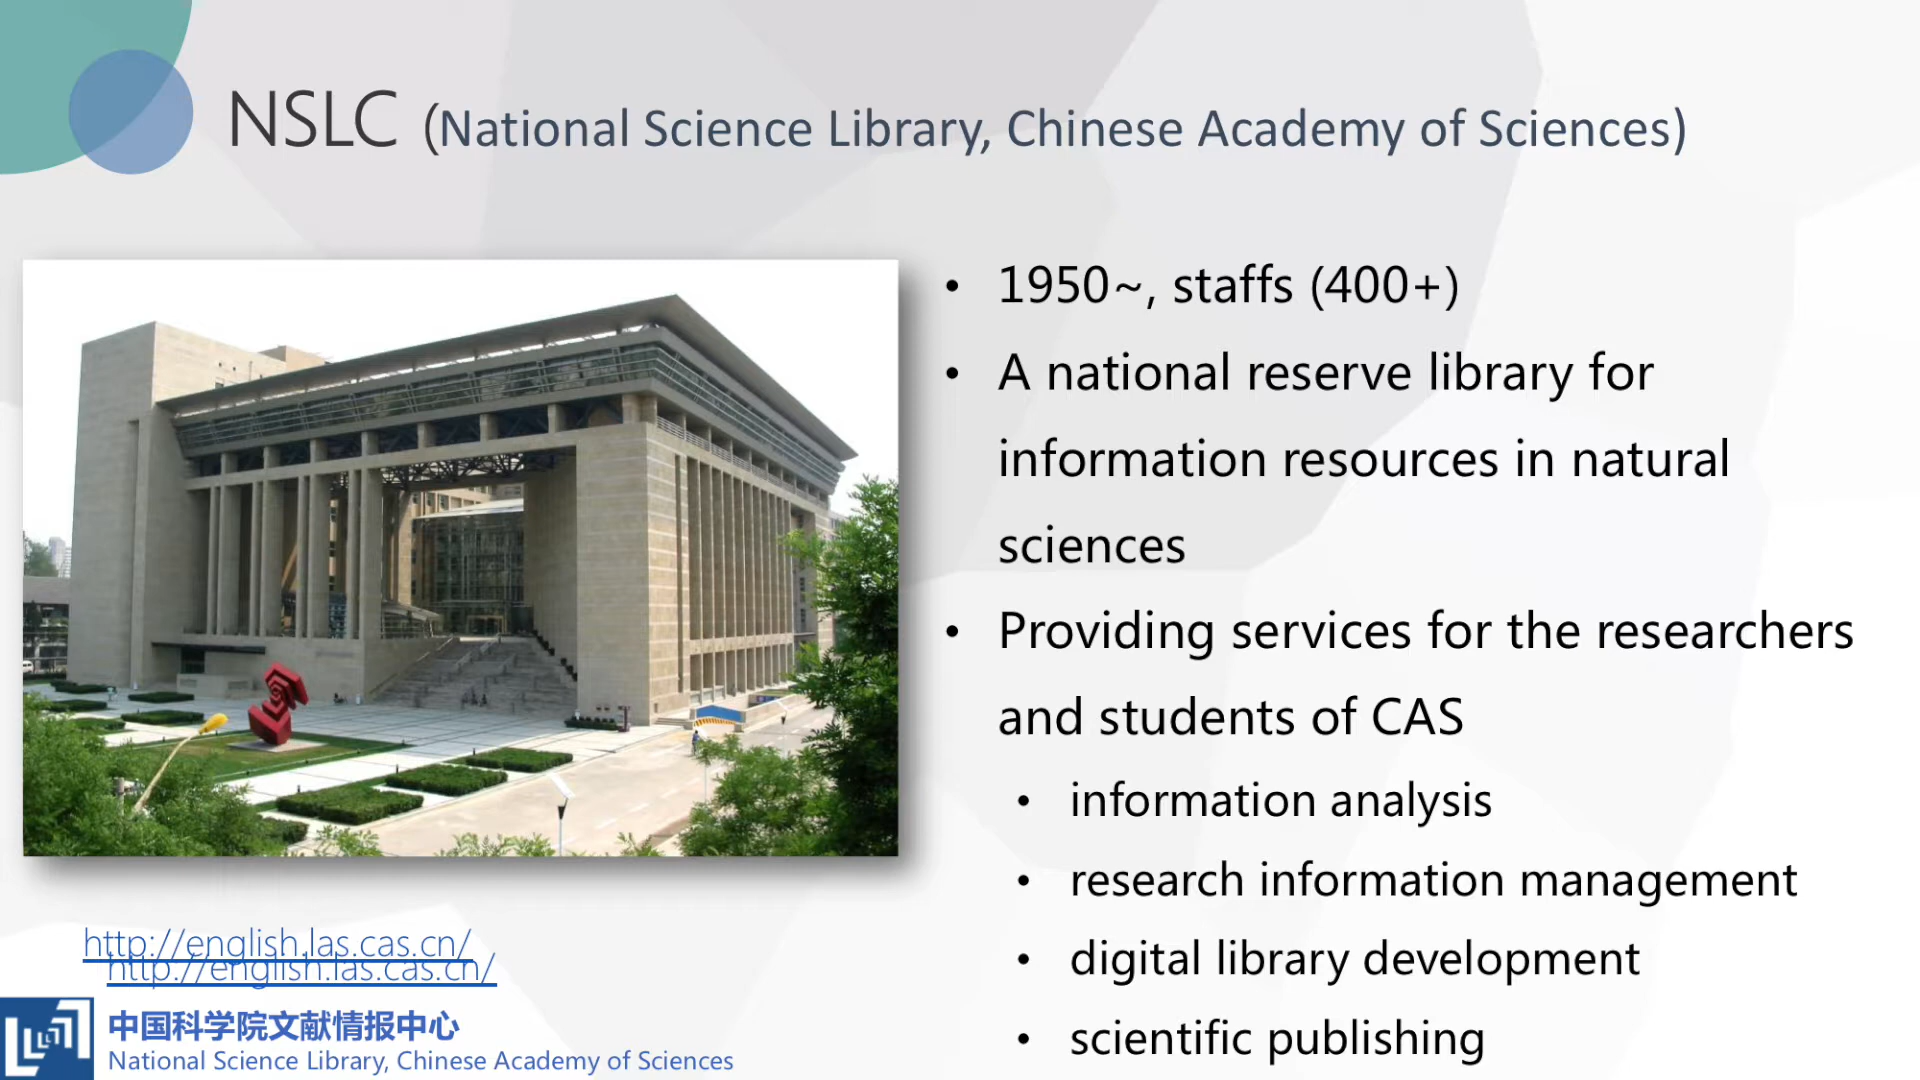 NSLC (National Science Library, Chinese Academy of Sciences)
• 1950~, staffs (400+)
• A national reserve library for
information resources in natural
sciences
• Providing services for the researchers
and students of CAS
• information analysis
• research information management
• digital library development
• scientific publishing
http://english.las.cas.cn/
http://english.las.cas.cn/
中国科学院文献情报中心
National Science Library, Chinese Academy of Sciences